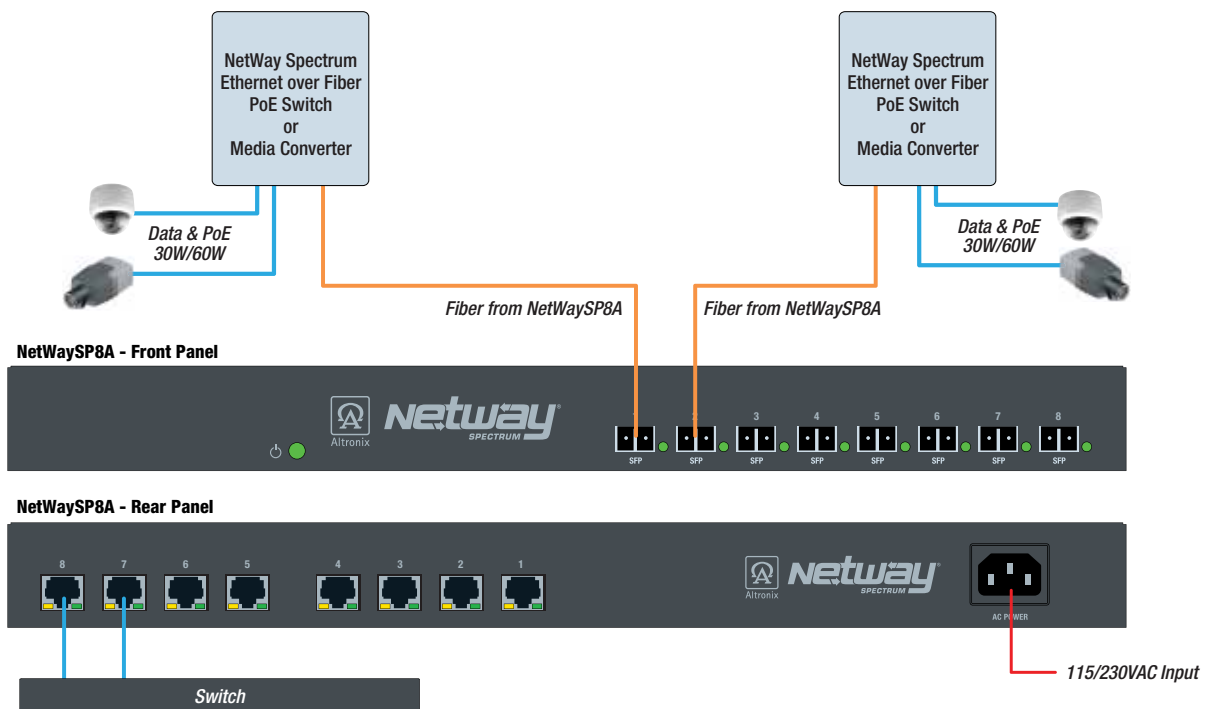 NetWay Spectrum
Ethernet over Fiber
PoE Switch
or
Media Converter
NetWay Spectrum
Ethernet over Fiber
PoE Switch
or
Media Converter
Data & PoE
30W/60W
Data & PoE
30W/60W
Fiber from NetWaySP8A
Fiber from NetWaySP8A
NetWaySP8A - Front Panel
Altronix
Netway
SPECTRUM
1 2 3 4 5 6 7 8
SFP SFP SFP SFP SFP SFP SFP SFP
NetWaySP8A - Rear Panel
8 7 6 5 4 3 2 1
Altronix
Netway
SPECTRUM
AC POWER
115/230VAC Input
Switch